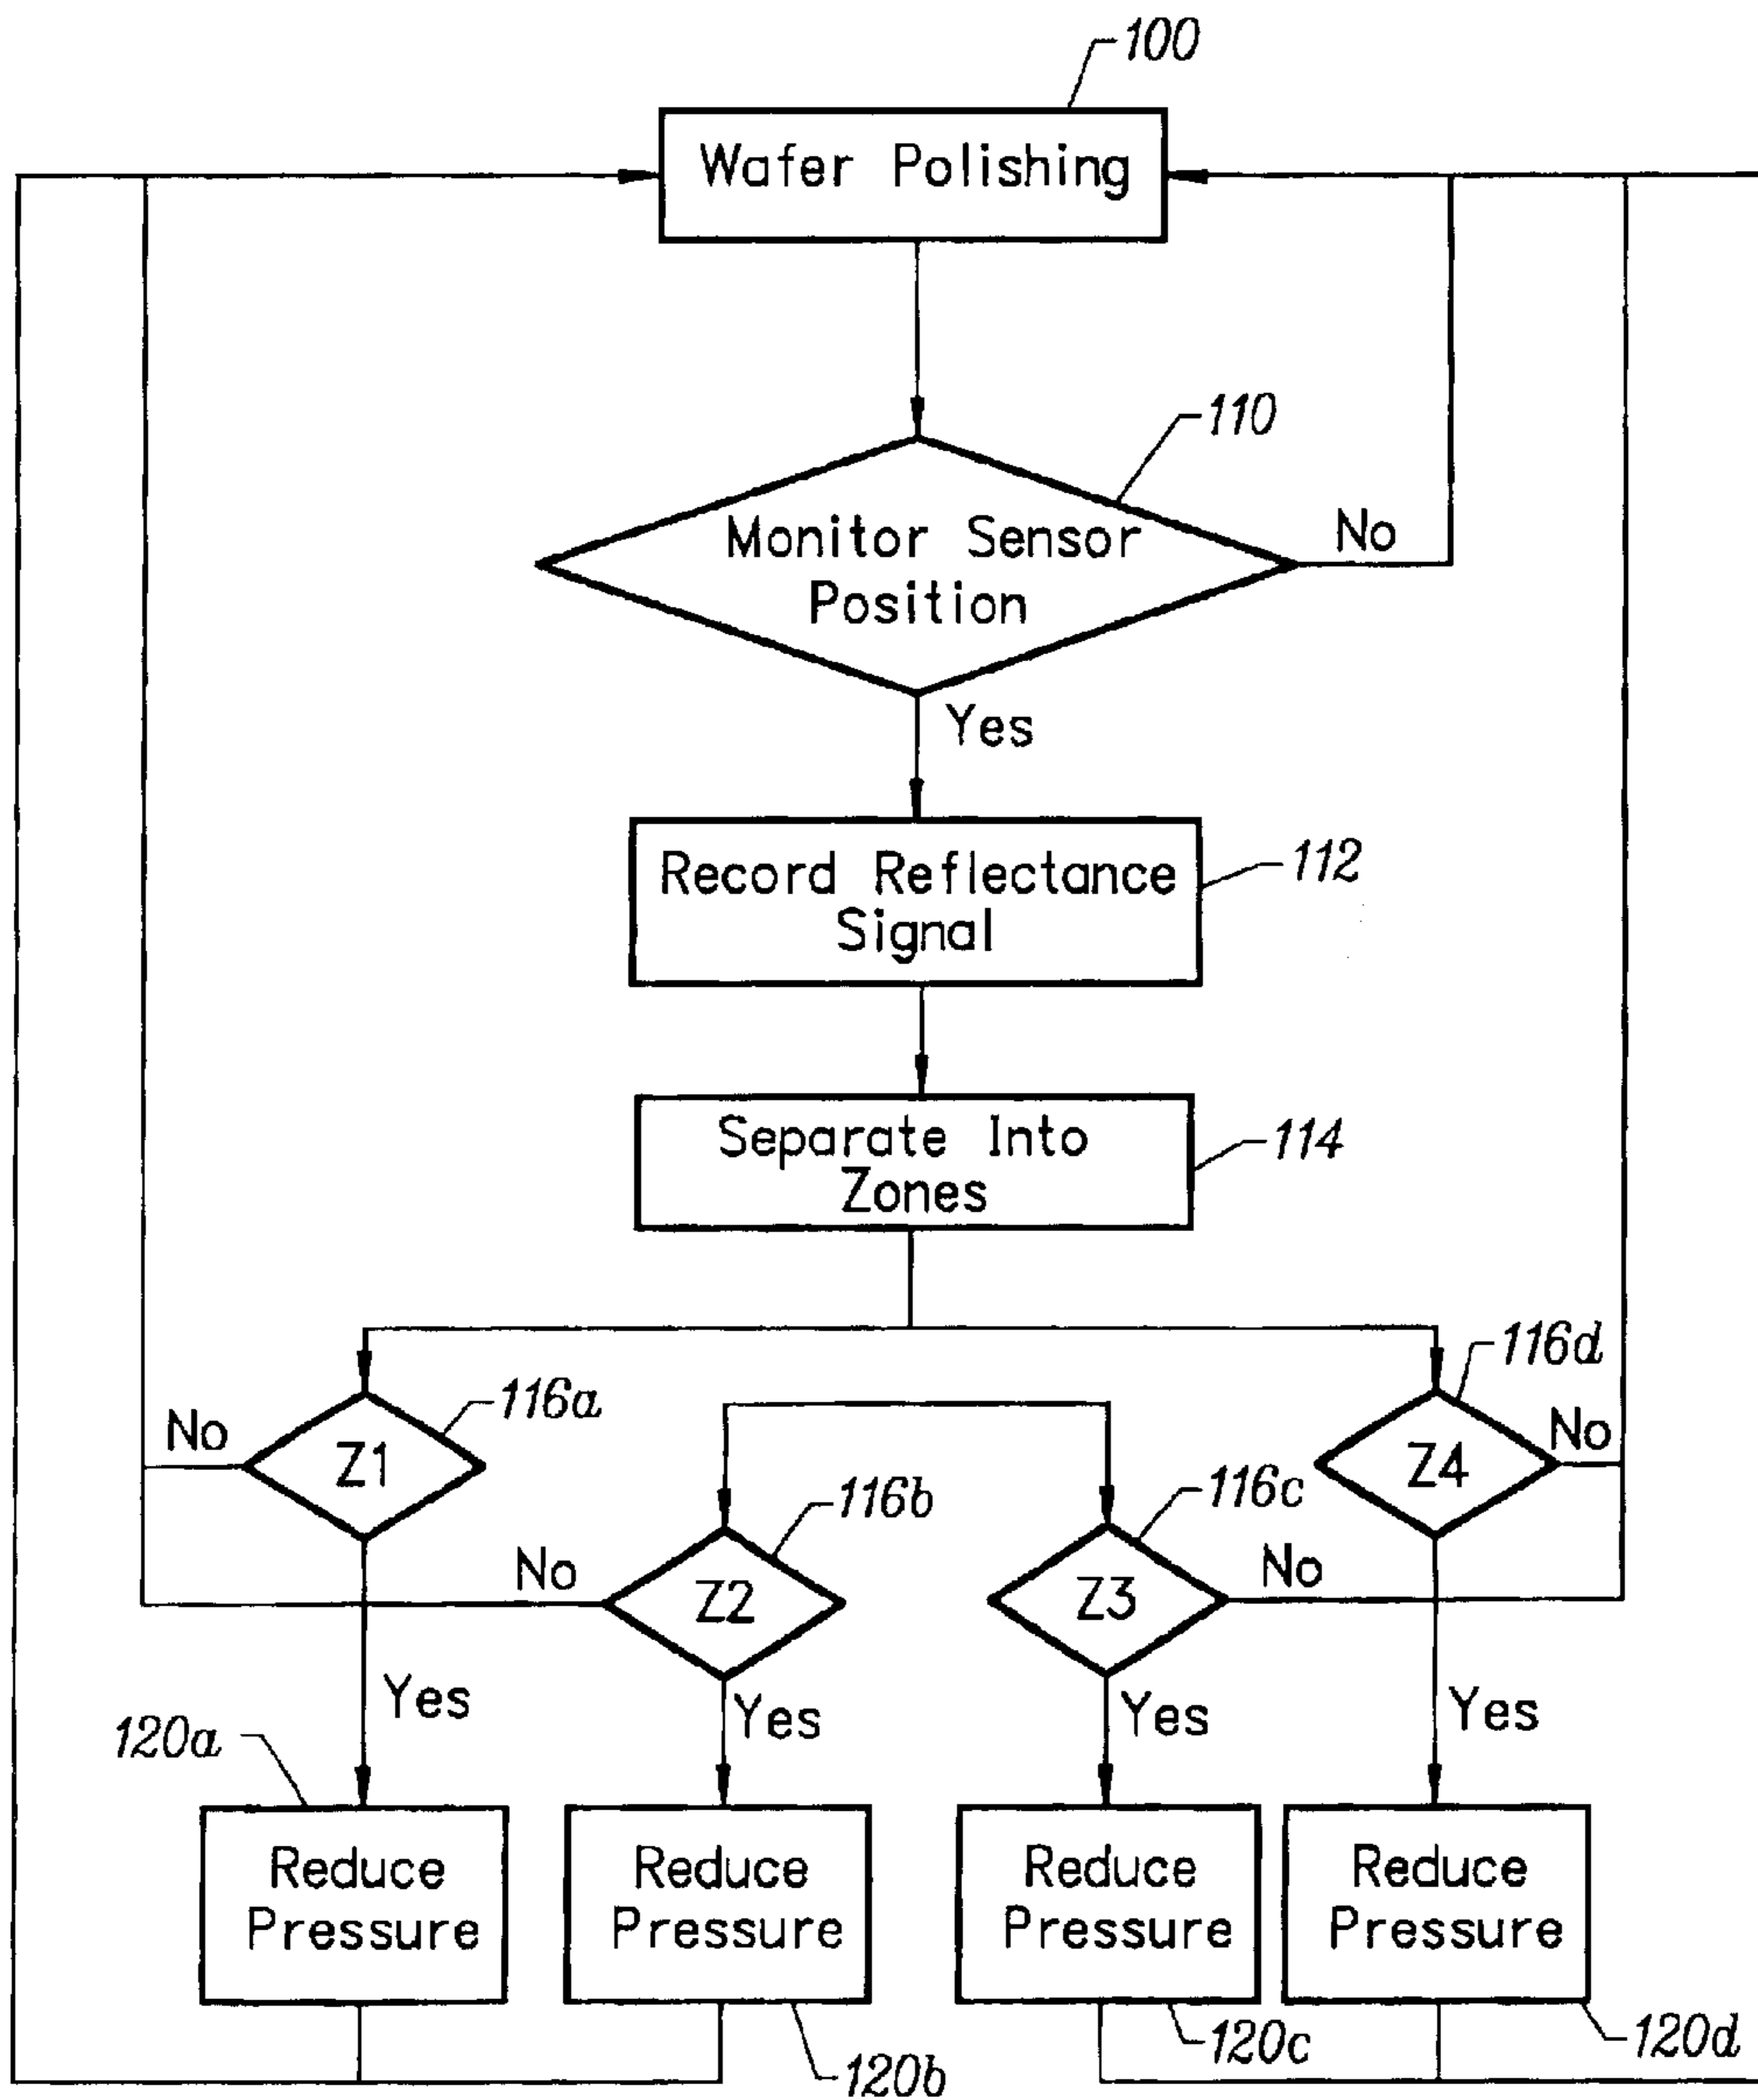 100
Wafer Polishing
110
Monitor Sensor
Position
No
Yes
Record Reflectance
Signal
112
Separate Into
Zones
114
No
Z1
116a
No
Z2
116b
Z3
116c
No
Z4
116d
No
Yes
Yes
Yes
Yes
120a
Reduce
Pressure
Reduce
Pressure
120b
Reduce
Pressure
120c
Reduce
Pressure
120d